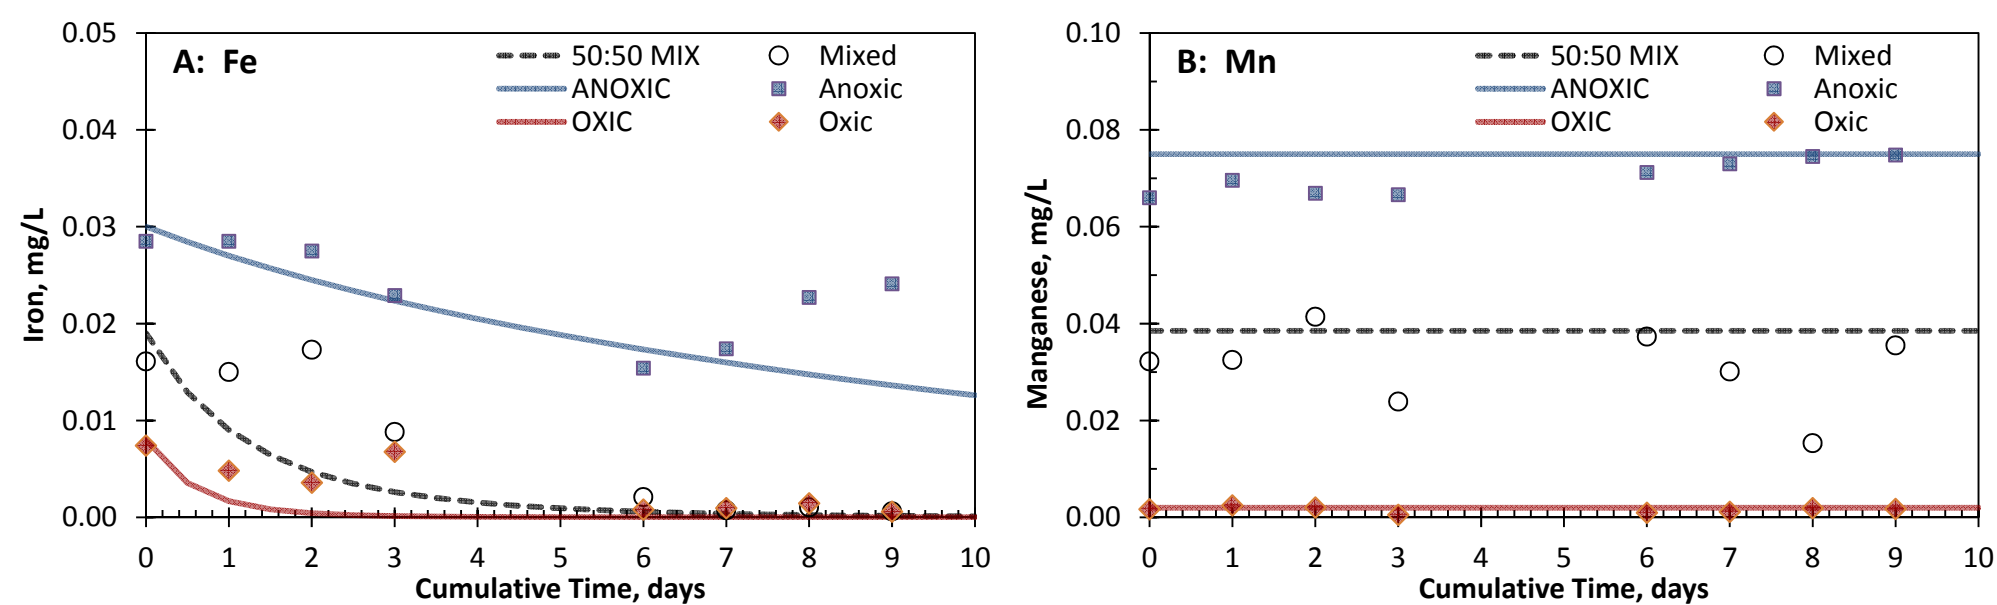 A: Fe
50:50 MIX
Mixed
ANOXIC
Anoxic
OXIC
Oxic
0.05
0.04
0.03
0.02
0.01
0.00
Iron, mg/L
0 1 2 3 4 5 6 7 8 9 10
Cumulative Time, days
B: Mn
50:50 MIX
Mixed
ANOXIC
Anoxic
OXIC
Oxic
0.10
0.08
0.06
0.04
0.02
0.00
Manganese, mg/L
0 1 2 3 4 5 6 7 8 9 10
Cumulative Time, days